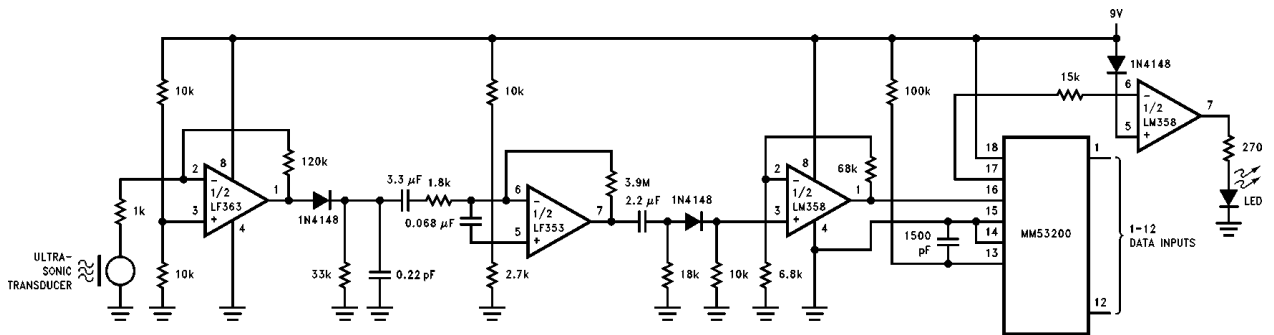 9V
1N4148
10k
10k
100k
15k
6
7
1/2
LM358
5
270
LED
8
2
120k
1/2
LF363
1
3
4
1k
ULTRA-
SONIC
TRANSDUCER
10k
1N4148
33k
0.22 pF
3.3 μF
1.8k
0.068 μF
6
1/2
LF353
7
5
2.7k
3.9M
2.2 μF
1N4148
18k
10k
8
2
68k
1/2
LM358
1
3
4
6.8k
1500
pF
18
17
16
15
14
13
MM53200
1
1-12
DATA INPUTS
12